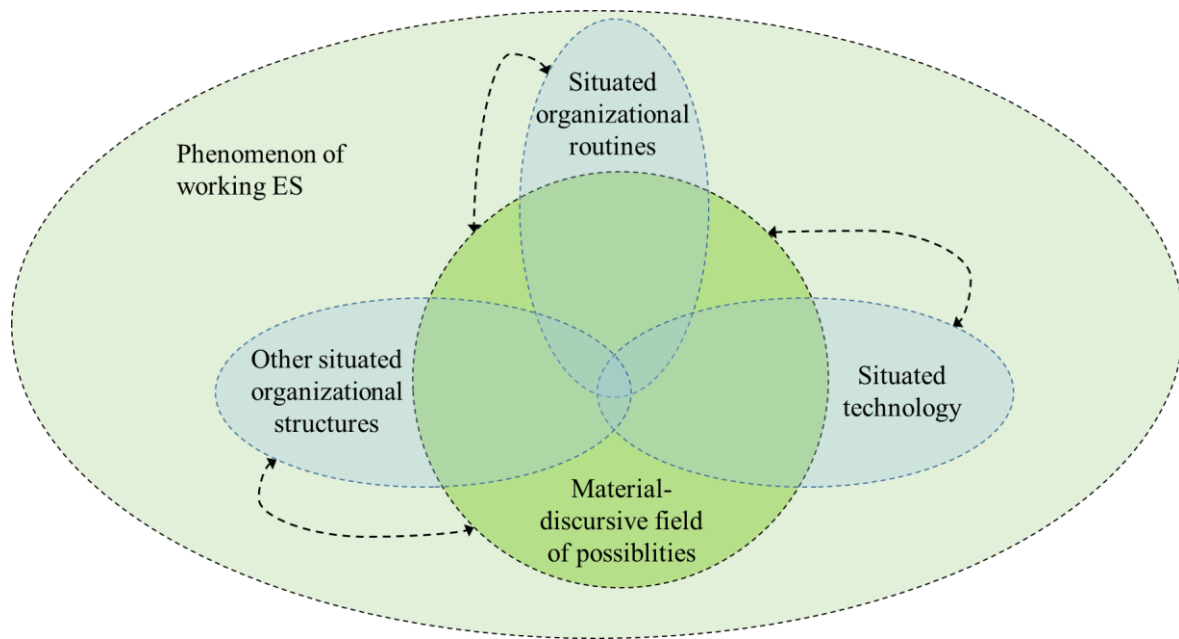 Situated
organizational
routines
Phenomenon of
working ES
Other situated
organizational
structures
Situated
technology
Material-
discursive field
of possiblities